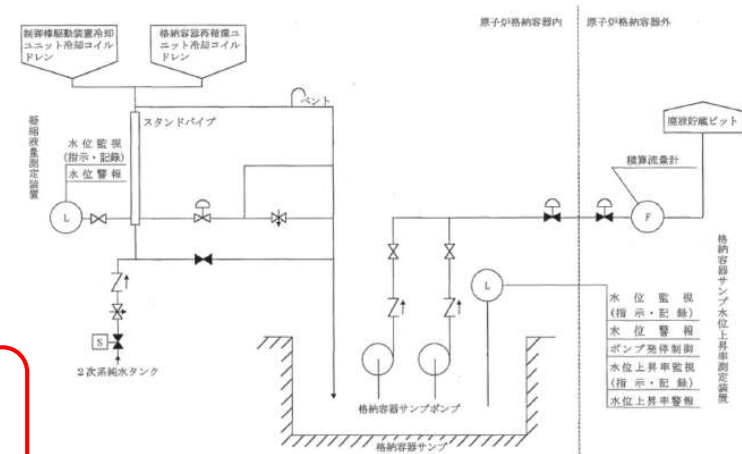 原子炉格納容器内
原子炉格納容器外
制御棒駆動装置冷却
ユニット冷却コイル
ドレン
格納容器再循環ユ
ニット冷却コイル
ドレン
ベント
スタンドパイプ
凝縮液量測定装置
水位監視
(指示・記録)
水位警報
L
S
2次系純水タンク
廃液貯蔵ピット
積算流量計
F
L
格納容器サンプ水位上昇率測定装置
水位監視
(指示・記録)
水位警報
ポンプ発停制御
水位上昇率監視
(指示・記録)
水位上昇率警報
格納容器サンプポンプ
格納容器サンプ